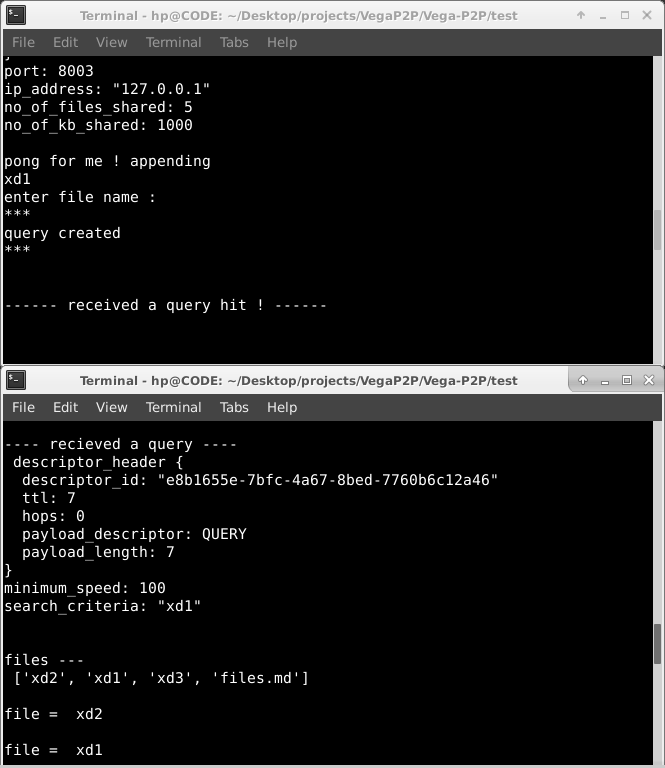 Terminal - hp@CODE: ~/Desktop/projects/VegaP2P/Vega-P2P/test
File Edit View Terminal Tabs Help
}
port: 8003
ip_address: "127.0.0.1"
no_of_files_shared: 5
no_of_kb_shared: 1000
pong for me ! appending
xd1
enter file name :
***
query created
***
------ received a query hit ! ------
Terminal - hp@CODE: ~/Desktop/projects/VegaP2P/Vega-P2P/test
File Edit View Terminal Tabs Help
---- recieved a query ----
descriptor_header {
descriptor_id: "e8b1655e-7bfc-4a67-8bed-7760b6c12a46"
ttl: 7
hops: 0
payload_descriptor: QUERY
payload_length: 7
}
minimum_speed: 100
search_criteria: "xd1"
files ---
['xd2', 'xd1', 'xd3', 'files.md']
file =  xd2
file =  xd1